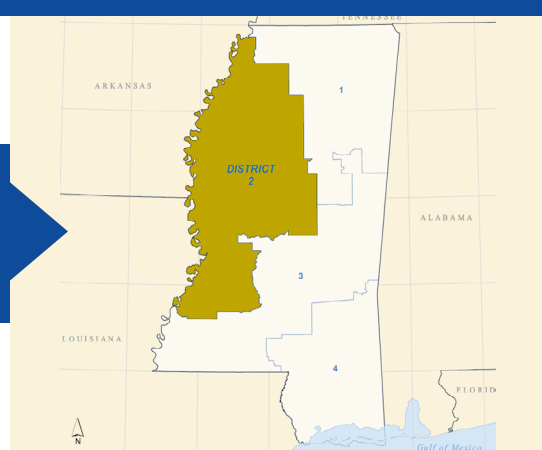 TENNESSEE
ARKANSAS
1
DISTRICT
2
ALABAMA
3
LOUISIANA
4
FLORID
N
Gulf of Mexico